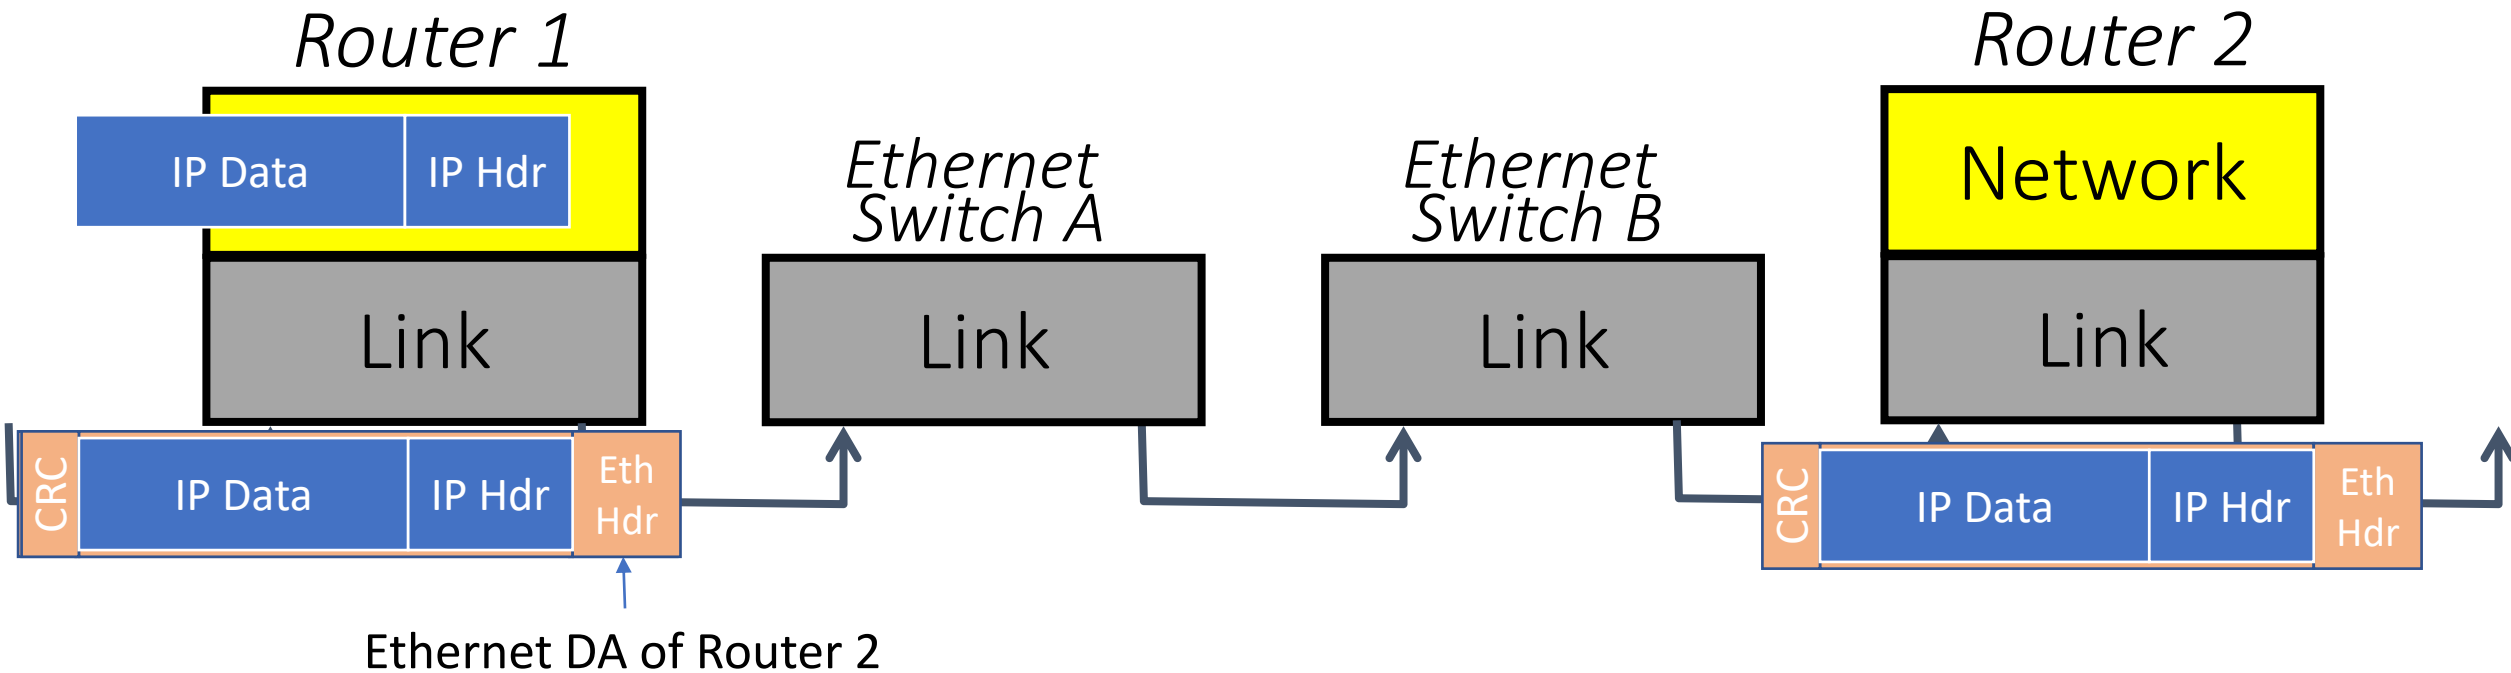 Router 1
Router 2
IP Data
IP Hdr
Ethernet
Switch A
Ethernet
Switch B
Network
Link
Link
Link
Link
CRC
IP Data
IP Hdr
Eth
Hdr
CRC
IP Data
IP Hdr
Eth
Hdr
Ethernet DA of Router 2